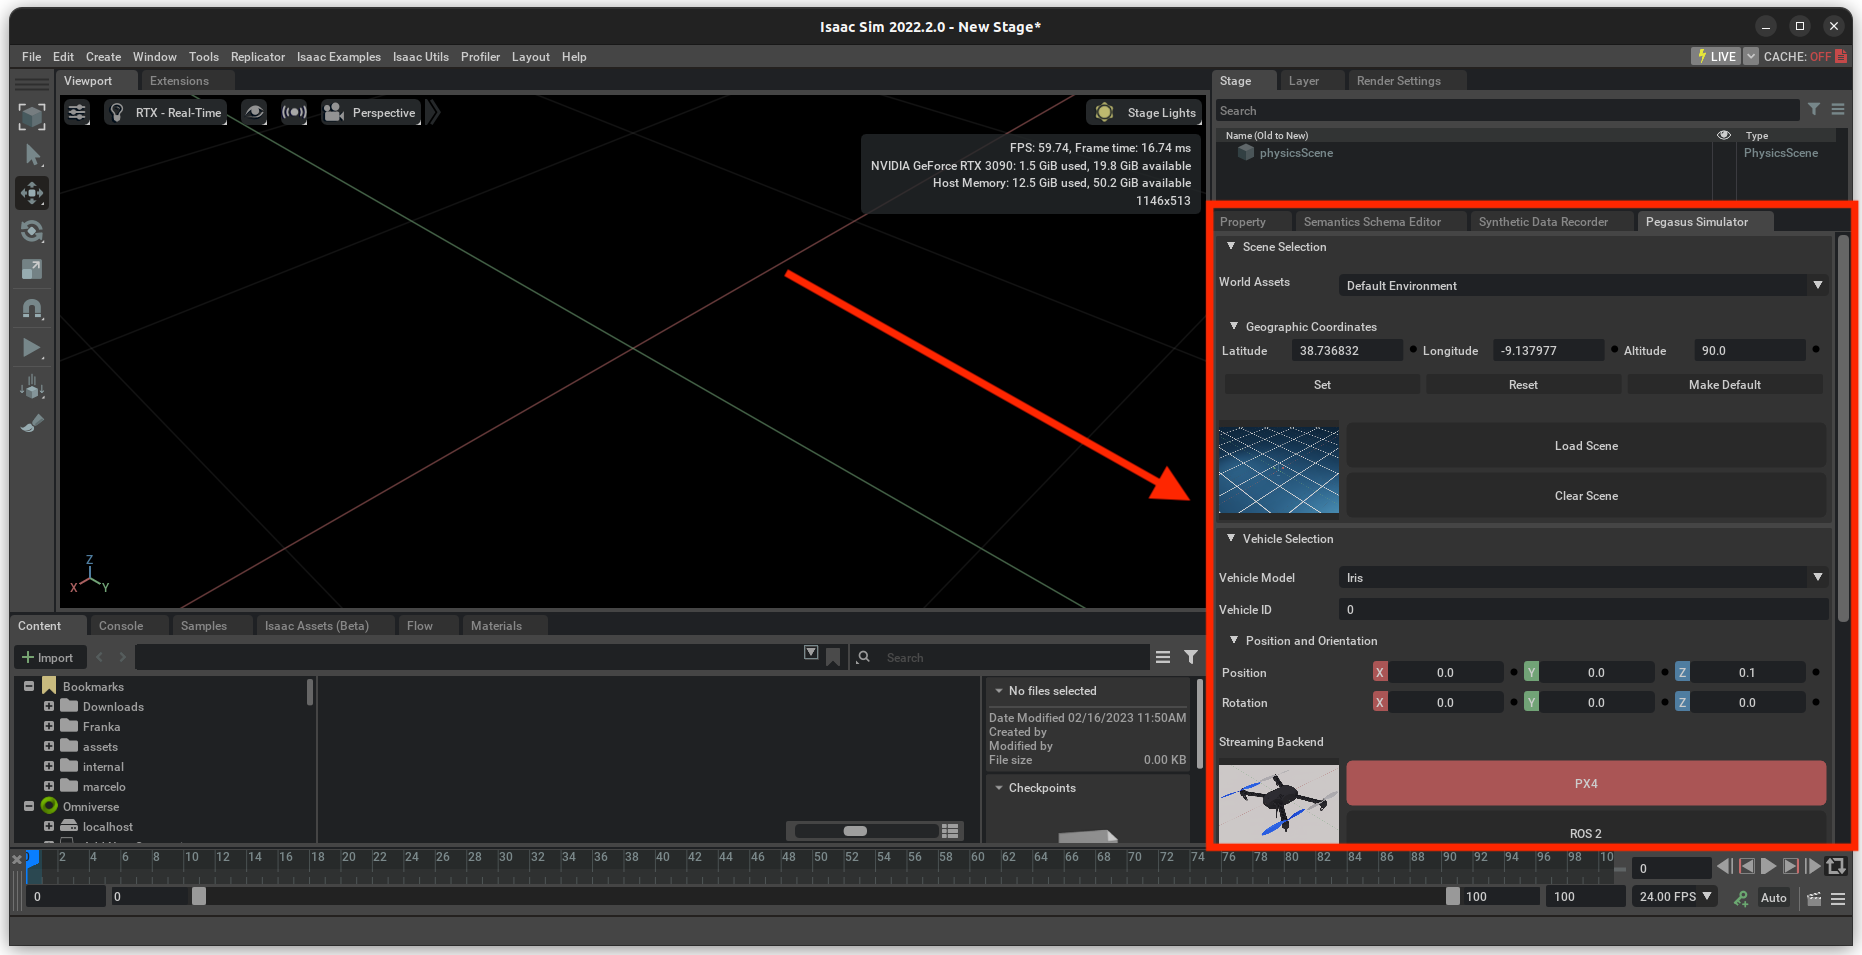 Isaac Sim 2022.2.0 - New Stage*
File Edit Create Window Tools Replicator Isaac Examples Isaac Utils Profiler Layout Help
LIVE CACHE: OFF
Viewport Extensions
RTX - Real-Time Perspective Stage Lights
FPS: 59.74, Frame time: 16.74 ms
NVIDIA GeForce RTX 3090: 1.5 GiB used, 19.8 GiB available
Host Memory: 12.5 GiB used, 50.2 GiB available
1146x513
Z
X Y
Stage Layer Render Settings
Search
Name (Old to New) Type
physicsScene PhysicsScene
Property Semantics Schema Editor Synthetic Data Recorder Pegasus Simulator
Scene Selection
World Assets Default Environment
Geographic Coordinates
Latitude 38.736832 Longitude -9.137977 Altitude 90.0
Set Reset Make Default
Load Scene
Clear Scene
Vehicle Selection
Vehicle Model Iris
Vehicle ID 0
Position and Orientation
Position X 0.0 Y 0.0 Z 0.1
Rotation X 0.0 Y 0.0 Z 0.0
Streaming Backend
PX4
ROS 2
Content Console Samples Isaac Assets (Beta) Flow Materials
+ Import Search
Bookmarks
Downloads
Franka
assets
internal
marcelo
Omniverse
localhost
No files selected
Date Modified 02/16/2023 11:50AM
Created by
Modified by
File size 0.00 KB
Checkpoints
0 2 4 6 8 10 12 14 16 18 20 22 24 26 28 30 32 34 36 38 40 42 44 46 48 50 52 54 56 58 60 62 64 66 68 70 72 74 76 78 80 82 84 86 88 90 92 94 96 98 10
0
0 0 100 100 24.00 FPS Auto